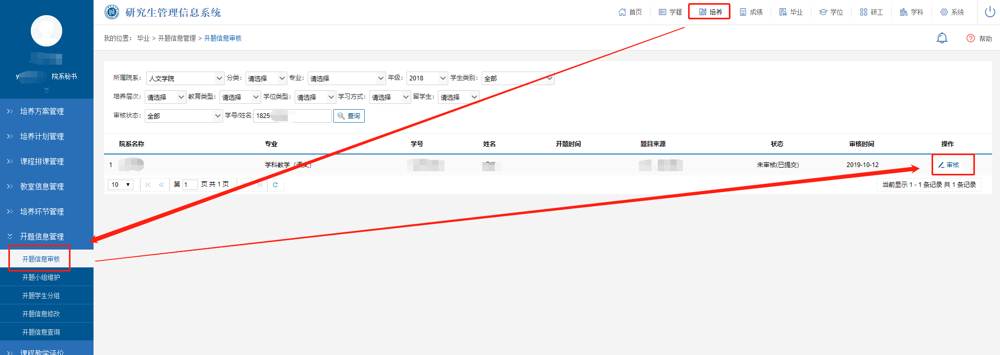 研究生管理信息系统
首页 学籍 培养 成绩 毕业 学位 研工 学科 系统
我的位置： 毕业 > 开题信息管理 > 开题信息审核
帮助
院系秘书
培养方案管理
培养计划管理
课程排课管理
教室信息管理
培养环节管理
开题信息管理
开题信息审核
开题小组维护
开题学生分组
开题信息修改
开题信息查询
课程教学评价
所属院系： 人文学院 分类： 请选择 专业： 请选择 年级： 2018 学生类别： 全部
培养层次： 请选择 教育类型： 请选择 学位类型： 请选择 学习方式： 请选择 留学生： 请选择
审核状态： 全部 学号/姓名: 1825 查询
院系名称 专业 学号 姓名 开题时间 题目来源 状态 审核时间 操作
1 学科教学（语文） 未审核(已提交) 2019-10-12 审核
10 第 1 页 共 1 页 当前显示 1 - 1 条记录 共 1 条记录